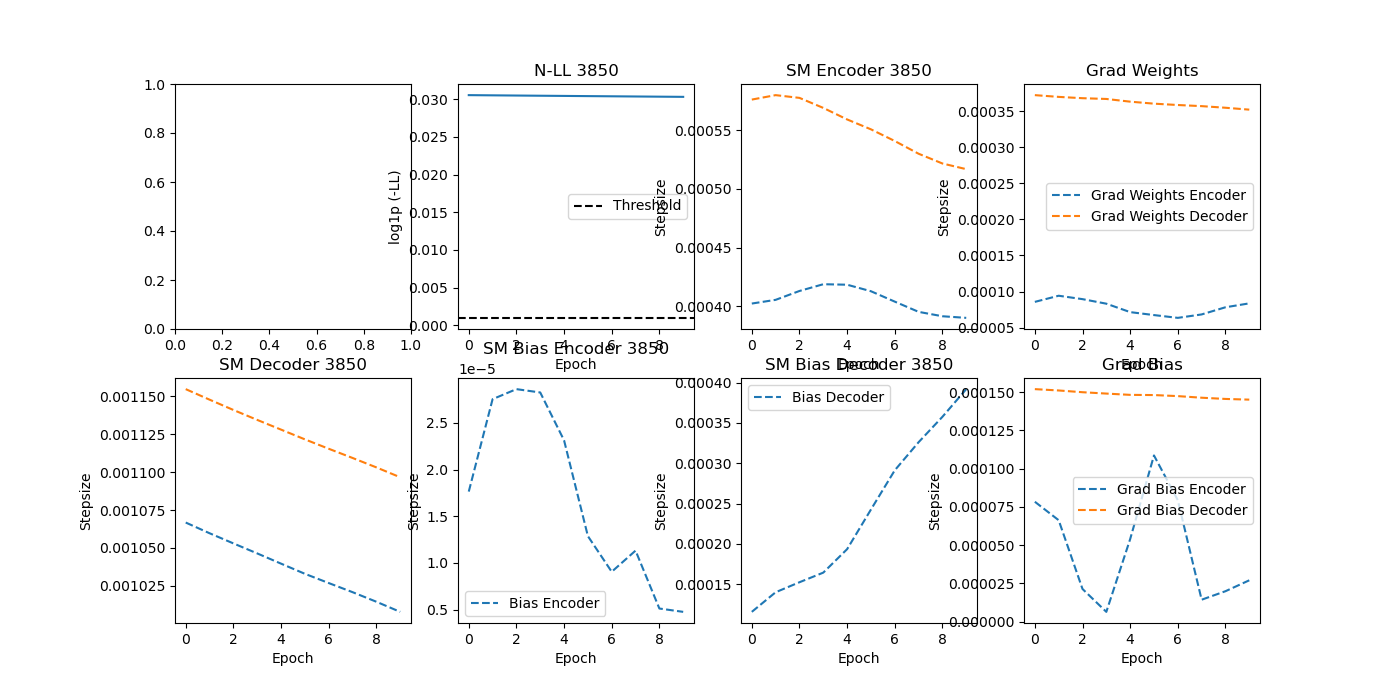 N-LL 3850
SM Encoder 3850
Grad Weights
1.0
0.8
0.6
0.4
0.2
0.0
0.0 0.2 0.4 0.6 0.8 1.0
log1p (-LL)
0.030
0.025
0.020
0.015
0.010
0.005
0.000
Threshold
0 2 4 6 8
Epoch
Stepsize
0.00055
0.00050
0.00045
0.00040
0 2 4 6 8
Epoch
Stepsize
0.00035
0.00030
0.00025
0.00020
0.00015
0.00010
0.00005
Grad Weights Encoder
Grad Weights Decoder
0 2 4 6 8
Epoch
SM Decoder 3850
SM Bias Encoder 3850
SM Bias Decoder 3850
Grad Bias
Stepsize
0.001150
0.001125
0.001100
0.001075
0.001050
0.001025
0 2 4 6 8
Epoch
1e−5
Stepsize
2.5
2.0
1.5
1.0
0.5
Bias Encoder
0 2 4 6 8
Epoch
Stepsize
0.00040
0.00035
0.00030
0.00025
0.00020
0.00015
Bias Decoder
0 2 4 6 8
Epoch
Stepsize
0.000150
0.000125
0.000100
0.000075
0.000050
0.000025
0.000000
Grad Bias Encoder
Grad Bias Decoder
0 2 4 6 8
Epoch